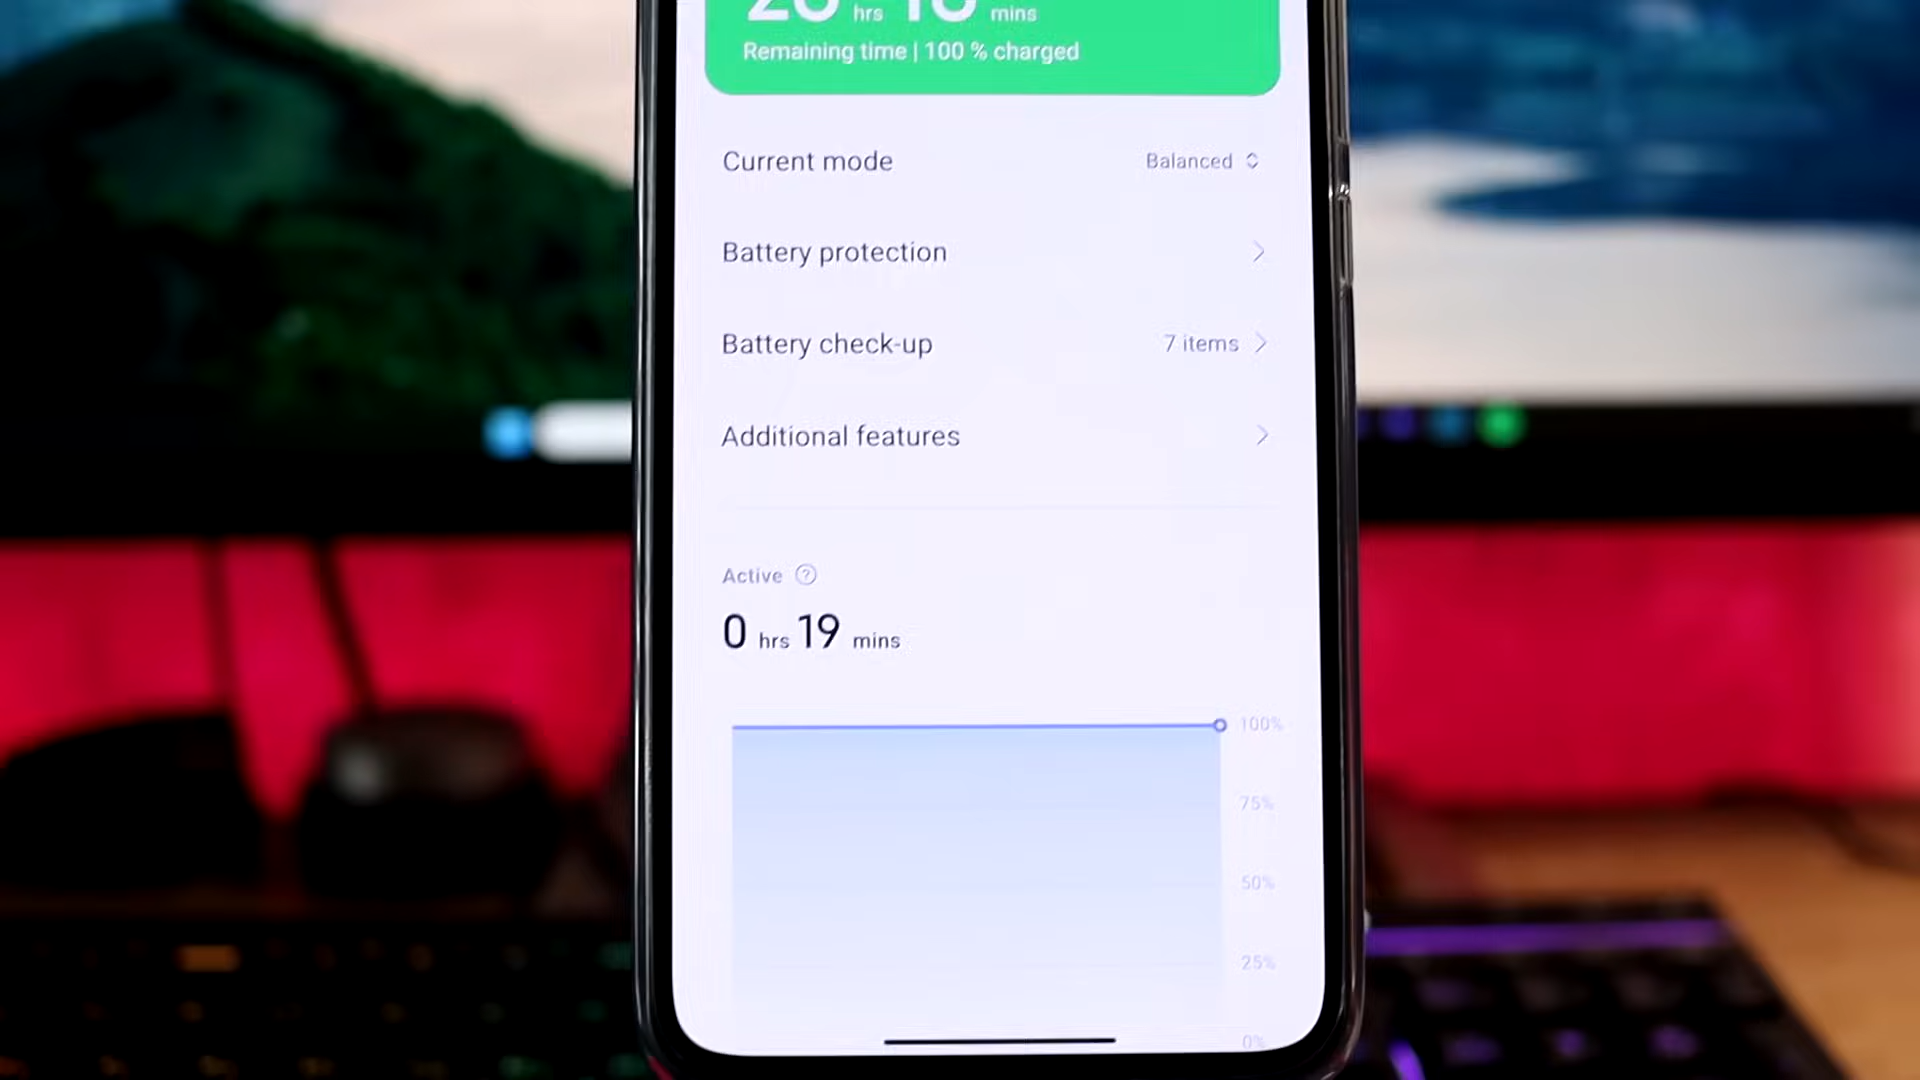 hrs mins
Remaining time | 100 % charged
Current mode Balanced
Battery protection
Battery check-up 7 items
Additional features
Active ?
0 hrs 19 mins
100%
75%
50%
25%
0%